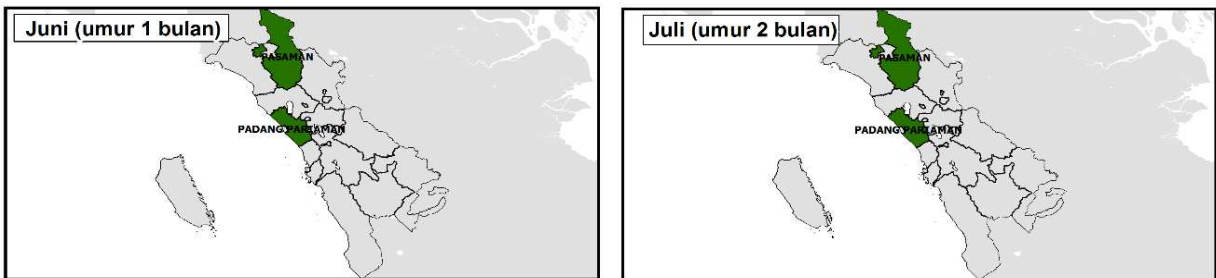 Juni (umur 1 bulan)
PASAMAN
PADANG PARIAMAN
Juli (umur 2 bulan)
PASAMAN
PADANG PARIAMAN